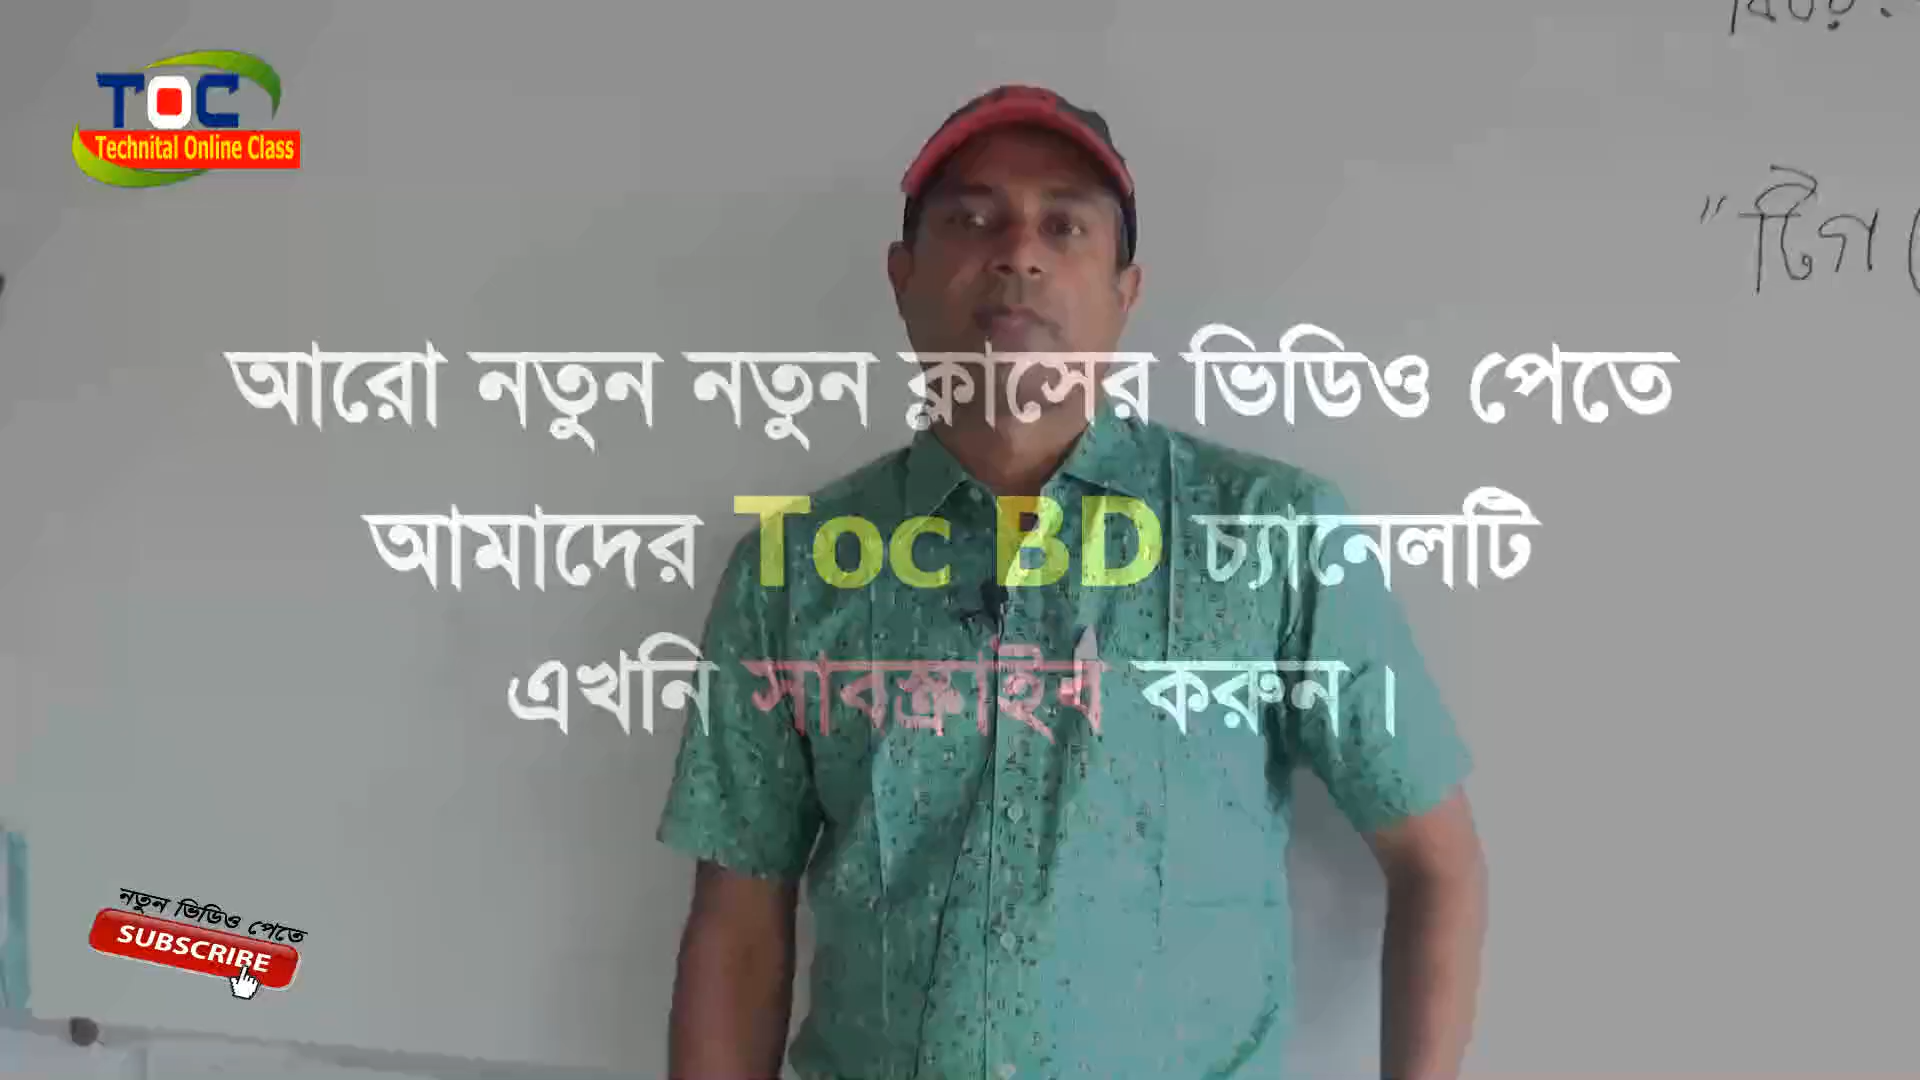 TOC
Technital Online Class
"টিগ
আরো নতুন নতুন ক্লাসের ভিডিও পেতে
আমাদের Toc BD চ্যানেলটি
এখনি সাবস্ক্রাইব করুন।
নতুন ভিডিও পেতে
SUBSCRIBE